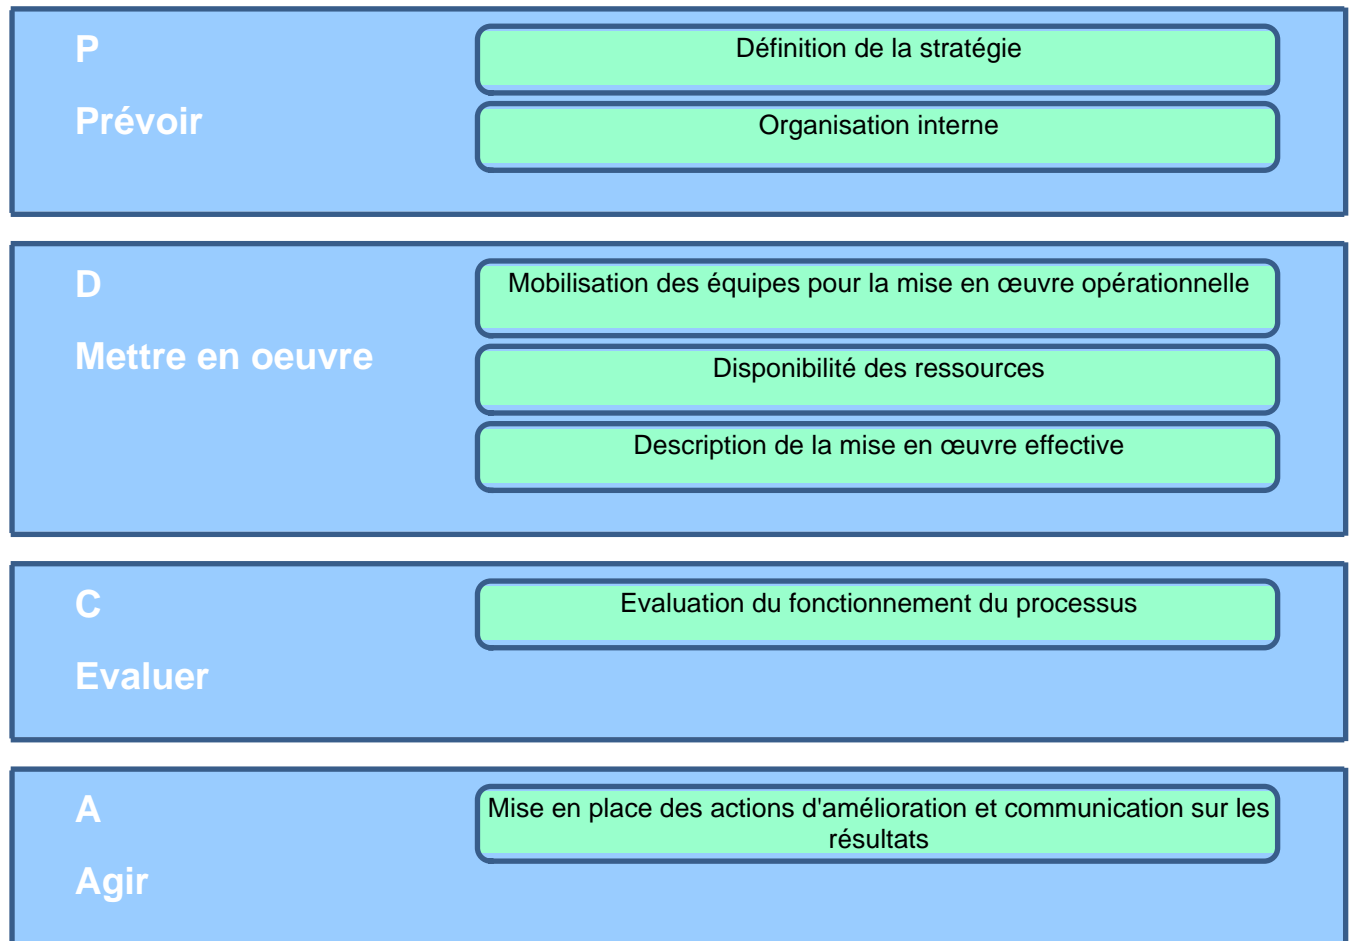 P
Prévoir
Définition de la stratégie
Organisation interne
D
Mettre en oeuvre
Mobilisation des équipes pour la mise en œuvre opérationnelle
Disponibilité des ressources
Description de la mise en œuvre effective
C
Evaluer
Evaluation du fonctionnement du processus
A
Agir
Mise en place des actions d'amélioration et communication sur les
résultats